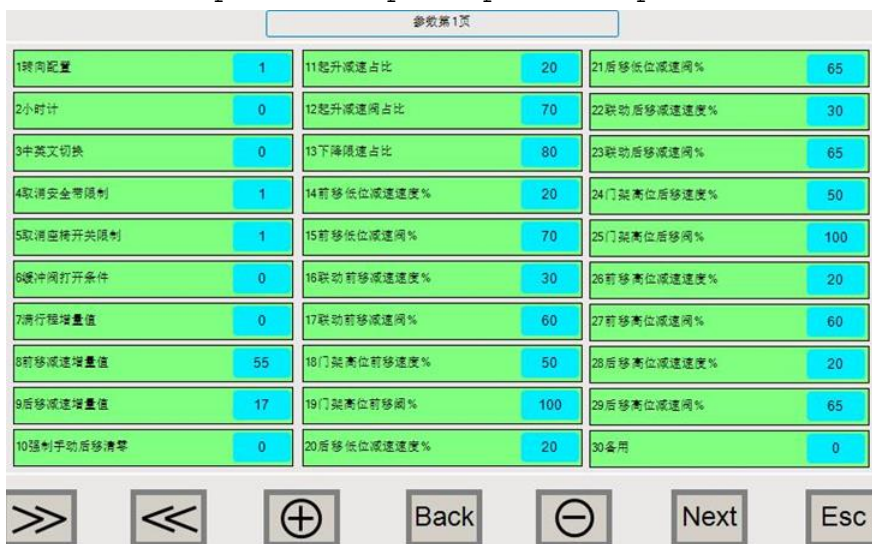 参数第1页
1转向配置 1
2小时计 0
3中英文切换 0
4取消安全带限制 1
5取消座椅开关限制 1
6缓冲阀打开条件 0
7满行程增量值 0
8前移减速增量值 55
9后移减速增量值 17
10强制手动后移清零 0
11起升减速占比 20
12起升减速阀占比 70
13下降限速占比 80
14前移低位减速速度% 20
15前移低位减速阀% 70
16联动前移减速速度% 30
17联动前移减速阀% 60
18门架高位前移速度% 50
19门架高位前移阀% 100
20后移低位减速速度% 20
21后移低位减速阀% 65
22联动后移减速速度% 30
23联动后移减速阀% 65
24门架高位后移速度% 50
25门架高位后移阀% 100
26前移高位减速速度% 20
27前移高位减速阀% 60
28后移高位减速速度% 20
29后移高位减速阀% 65
30备用 0
Back
Next
Esc